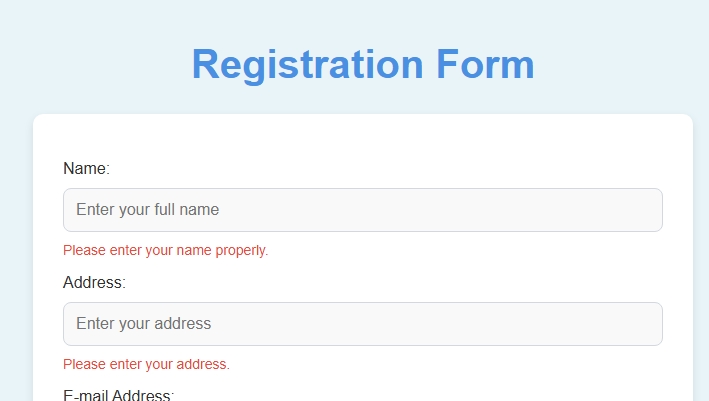 Registration Form
Name:
Enter your full name
Please enter your name properly.
Address:
Enter your address
Please enter your address.
E-mail Address: